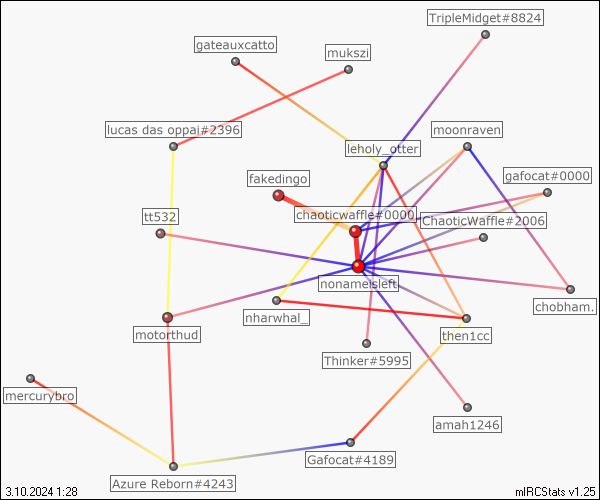 TripleMidget#8824
gateauxcatto
mukszi
lucas das oppai#2396
moonraven
leholy_otter
fakedingo
gafocat#0000
chaoticwaffle#0000
ChaoticWaffle#2006
tt532
nonameisleft
chobham.
nharwhal_
motorthud
then1cc
Thinker#5995
mercurybro
amah1246
Gafocat#4189
Azure Reborn#4243
3.10.2024 1:28
mIRCStats v1.25